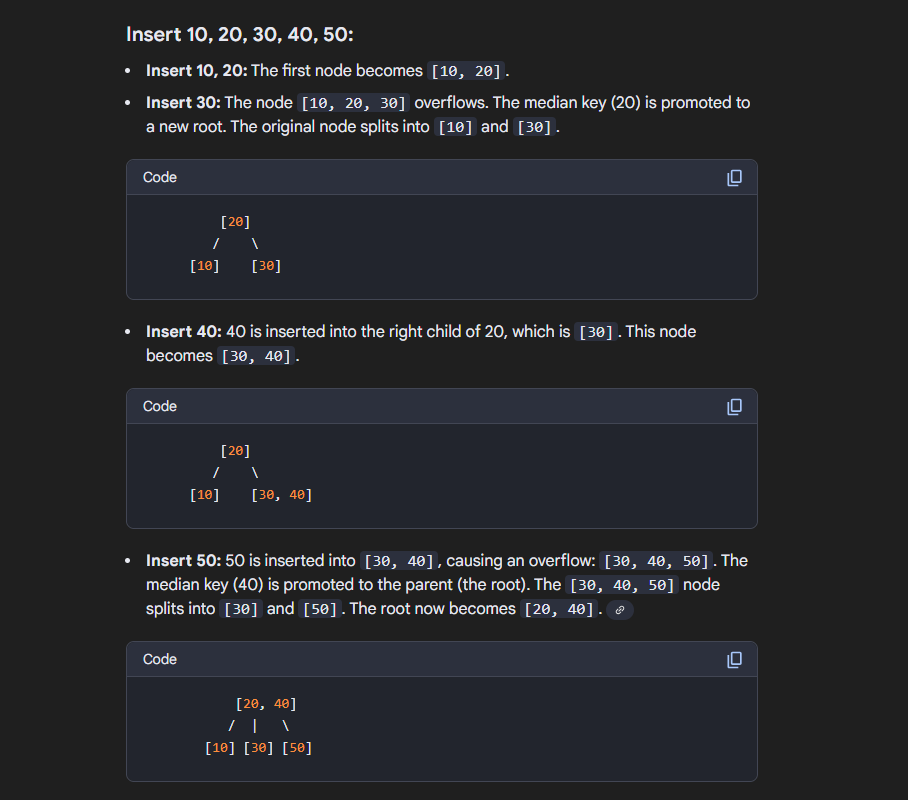 Insert 10, 20, 30, 40, 50:
• Insert 10, 20: The first node becomes [10, 20].
• Insert 30: The node [10, 20, 30] overflows. The median key (20) is promoted to
a new root. The original node splits into [10] and [30].
Code
[20]
/ \
[10] [30]
• Insert 40: 40 is inserted into the right child of 20, which is [30]. This node
becomes [30, 40].
Code
[20]
/ \
[10] [30, 40]
• Insert 50: 50 is inserted into [30, 40], causing an overflow: [30, 40, 50]. The
median key (40) is promoted to the parent (the root). The [30, 40, 50] node
splits into [30] and [50]. The root now becomes [20, 40].
Code
[20, 40]
/ | \
[10] [30] [50]